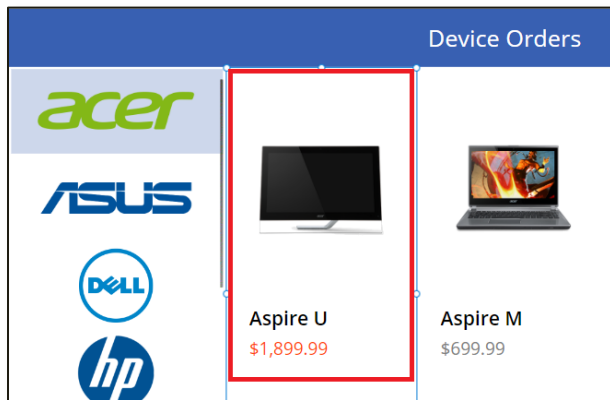 Device Orders
acer
ASUS
DELL
hp
Aspire U
$1,899.99
Aspire M
$699.99